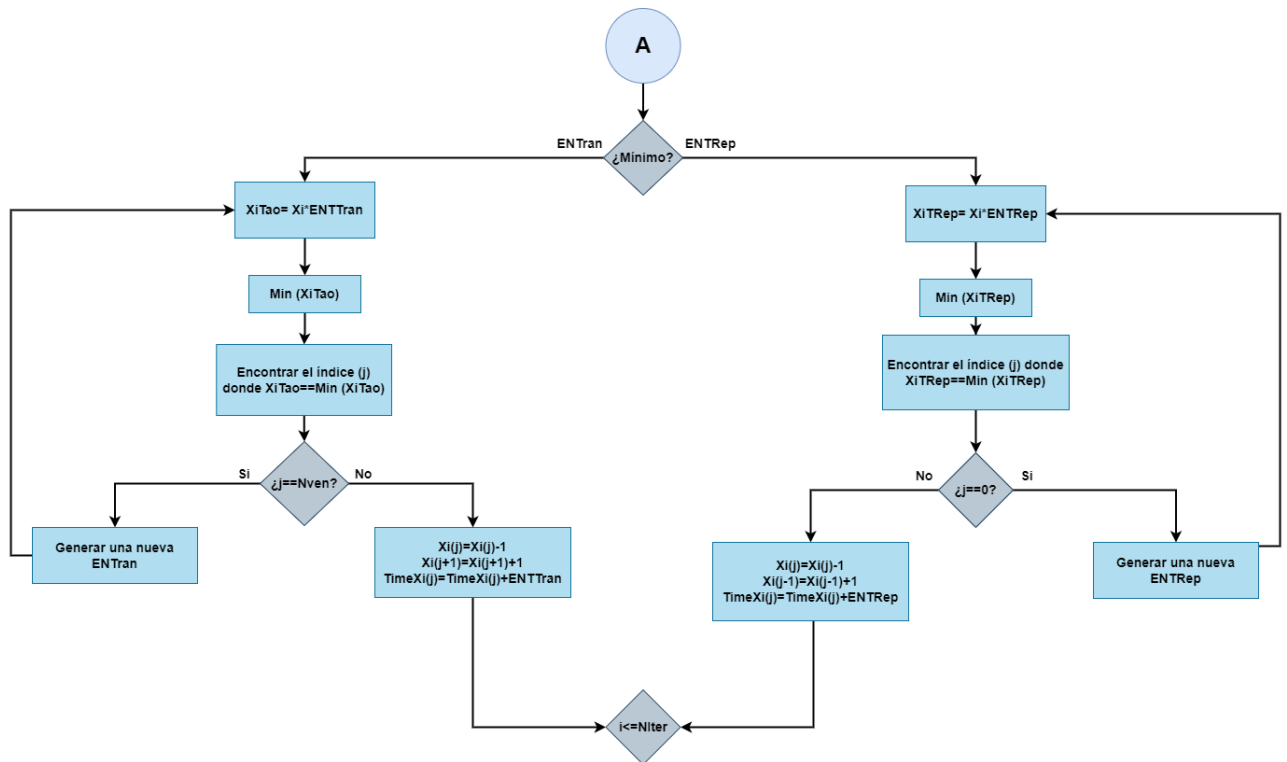 A
¿Mínimo?
ENTran
ENTRep
XiTao= Xi*ENTTran
Min (XiTao)
Encontrar el índice (j)
donde XiTao==Min (XiTao)
¿j==Nven?
Si
No
Generar una nueva
ENTran
Xi(j)=Xi(j)-1
Xi(j+1)=Xi(j+1)+1
TimeXi(j)=TimeXi(j)+ENTTran
XiTRep= Xi*ENTRep
Min (XiTRep)
Encontrar el índice (j) donde
XiTRep==Min (XiTRep)
¿j==0?
No
Si
Xi(j)=Xi(j)-1
Xi(j-1)=Xi(j-1)+1
TimeXi(j)=TimeXi(j)+ENTRep
Generar una nueva
ENTRep
i<=NIter